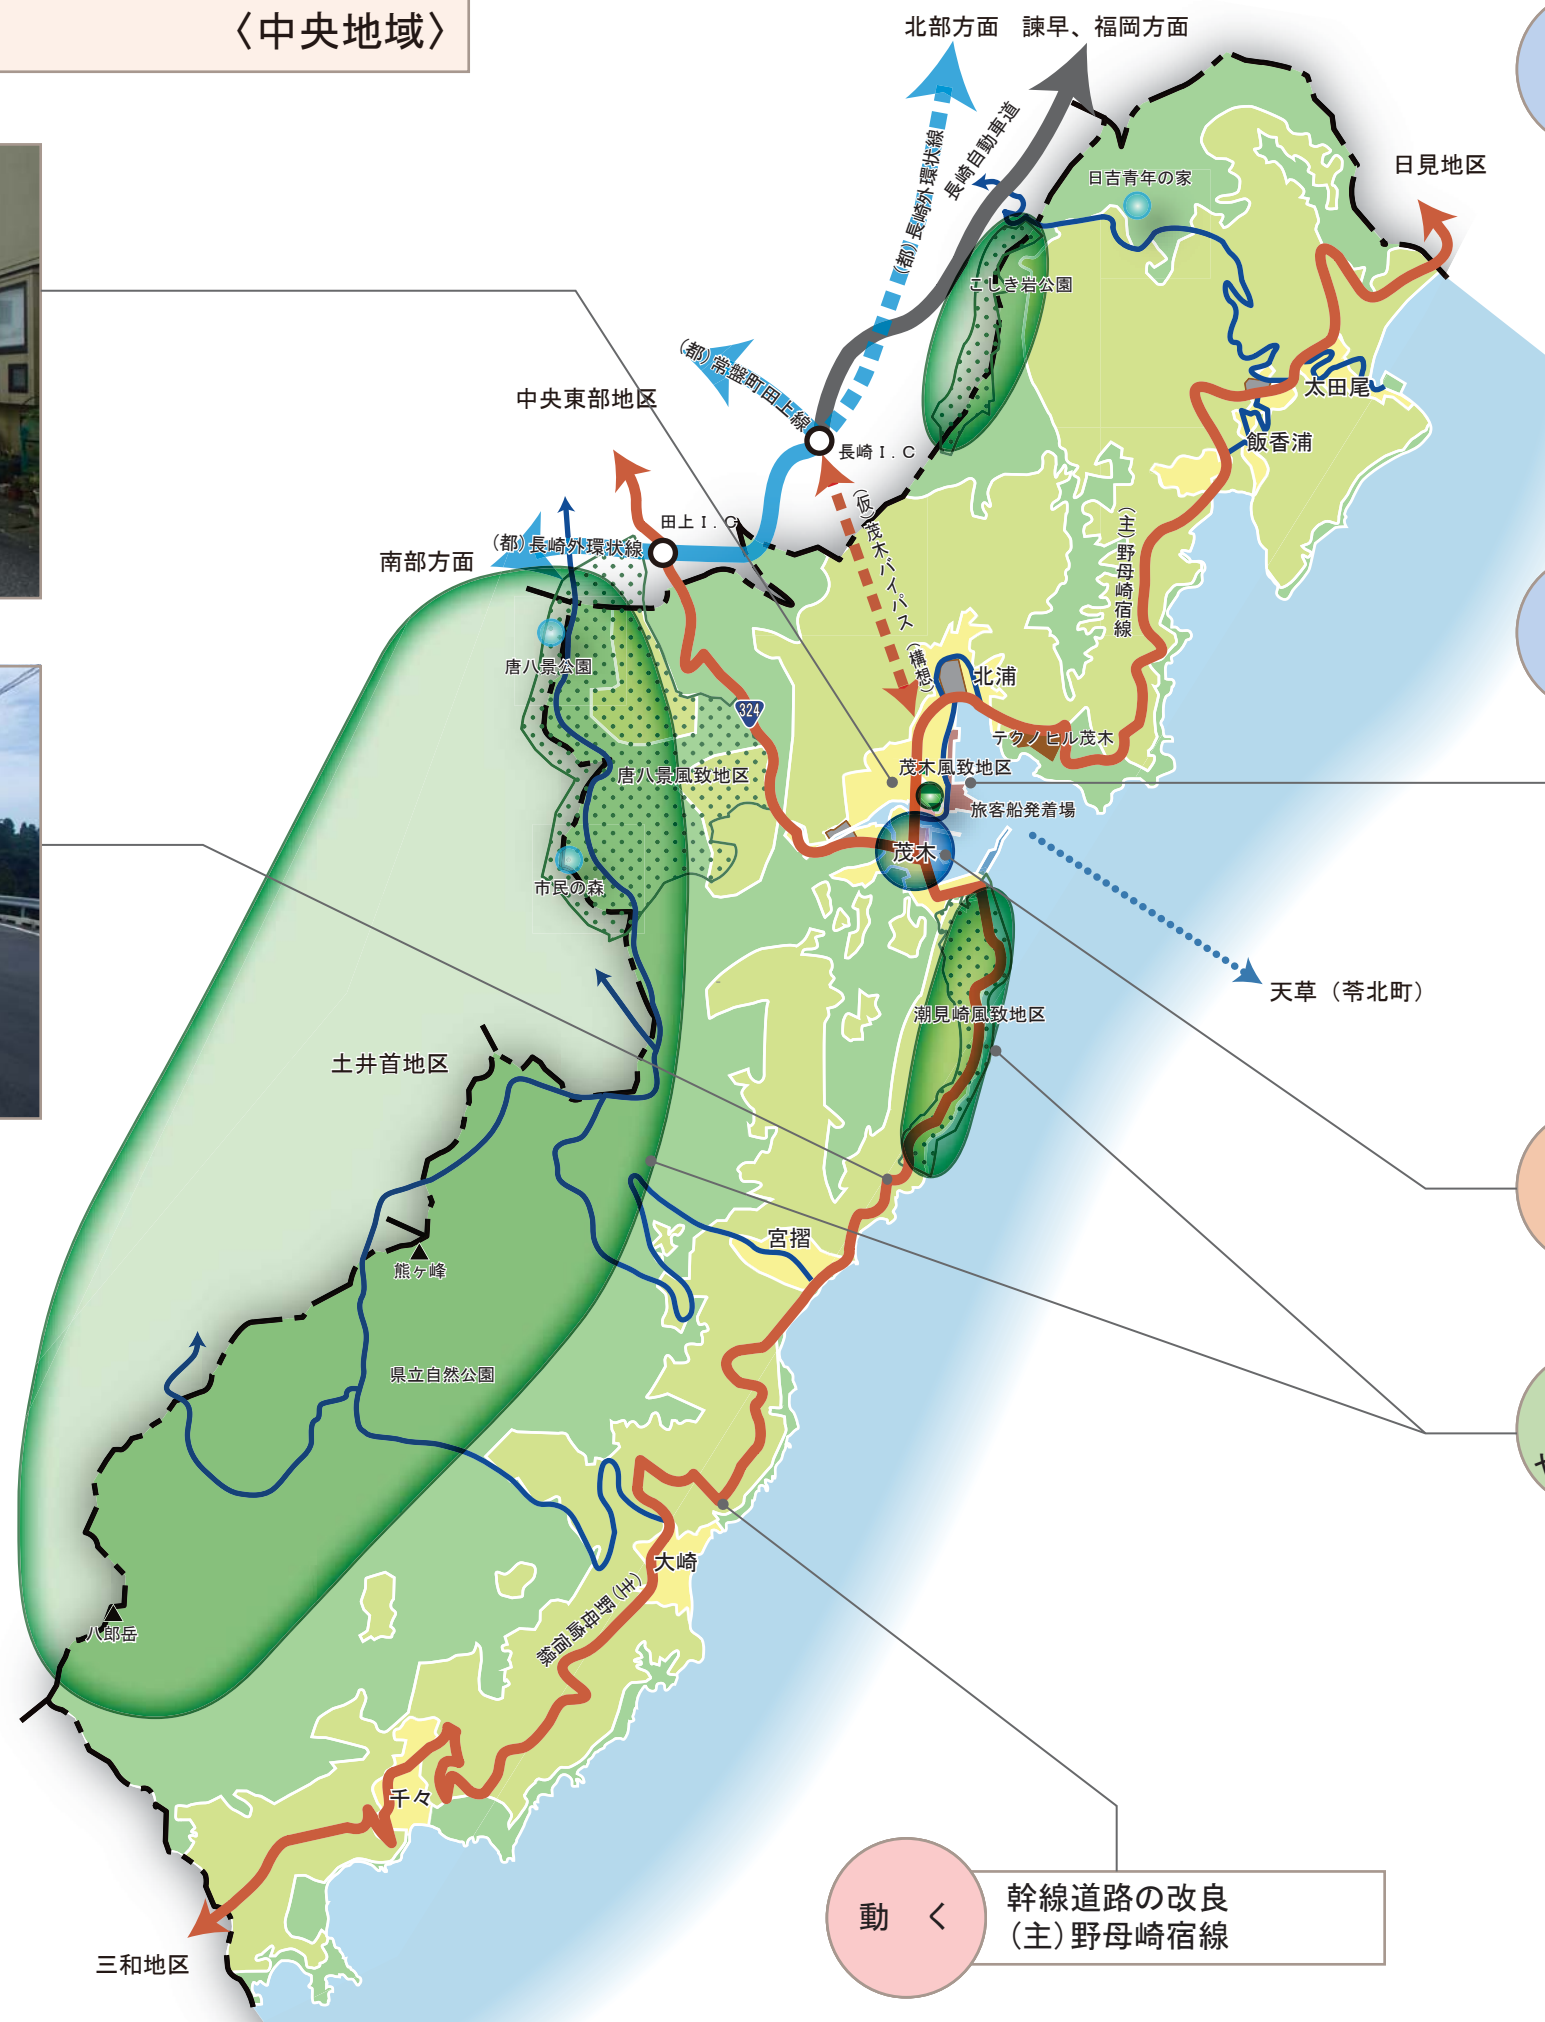 〈中央地域〉
北部方面
諫早、福岡方面
(都)長崎外環状線
長崎自動車道
日吉青年の家
日見地区
こしき岩公園
(都)常盤町田上線
中央東部地区
太田尾
長崎I.C
飯香浦
田上I.C
(都)長崎外環状線
南部方面
(仮)茂木バイパス(構想)
(主)野母崎宿線
唐八景公園
北浦
324
テクノヒル茂木
唐八景風致地区
茂木風致地区
旅客船発着場
茂木
市民の森
天草（苓北町）
潮見崎風致地区
土井首地区
宮摺
熊ヶ峰
県立自然公園
大崎
(主)野母崎宿線
八郎岳
千々
三和地区
動 く
幹線道路の改良
(主)野母崎宿線